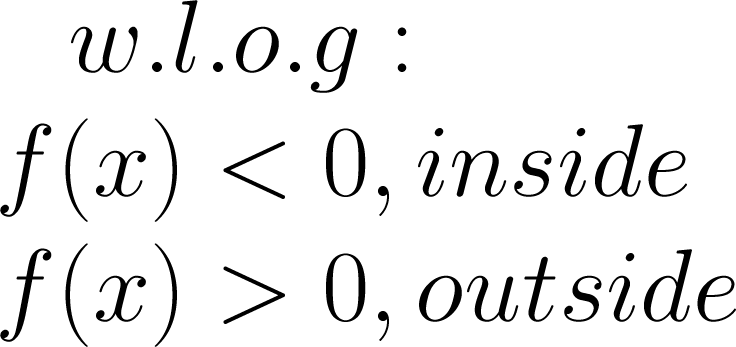 w.l.o.g :
f(x) < 0, inside
f(x) > 0, outside